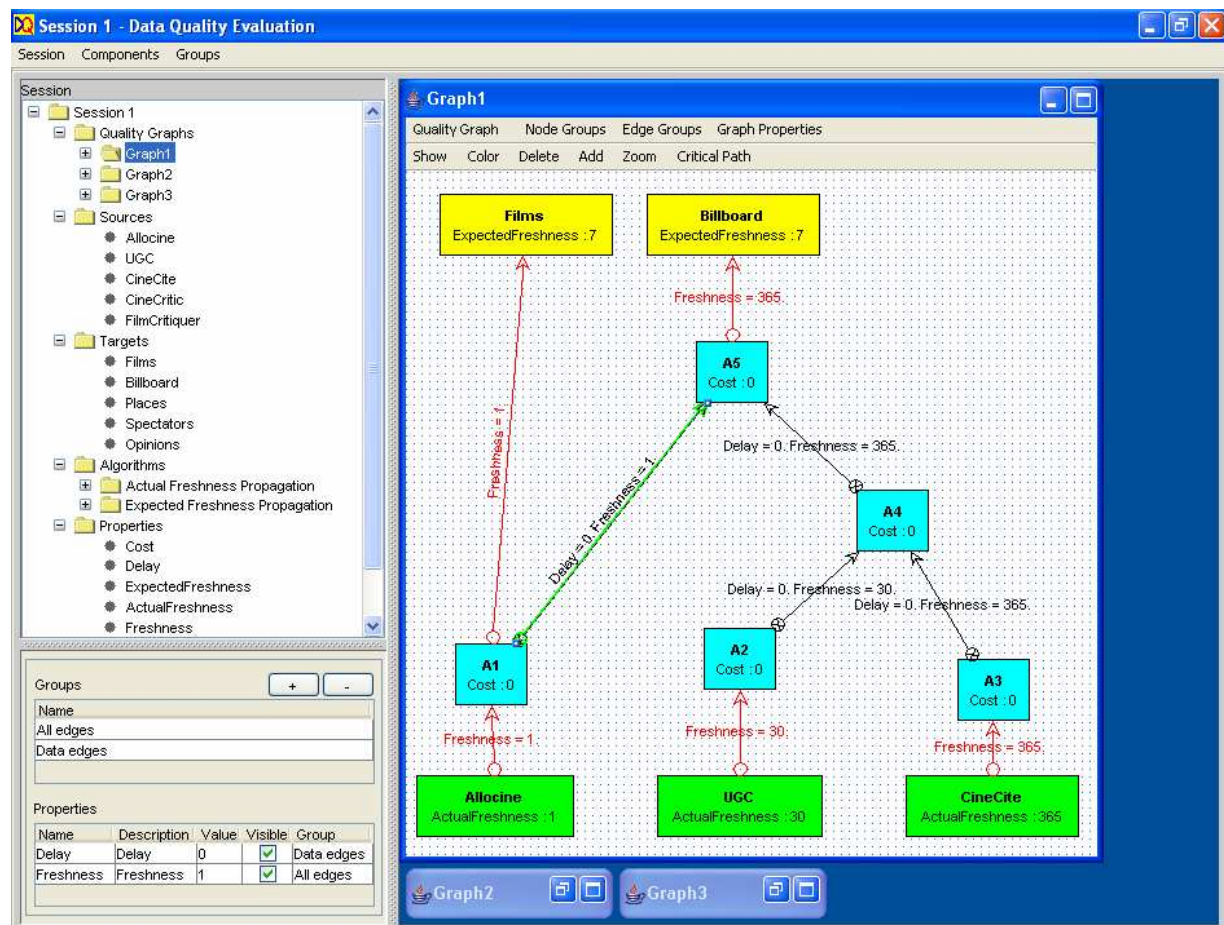 Session 1 - Data Quality Evaluation
Session Components Groups
Session
Session 1
Quality Graphs
Graph1
Graph2
Graph3
Sources
Allocine
UGC
CineCite
CineCritic
FilmCritiquer
Targets
Films
Billboard
Places
Spectators
Opinions
Algorithms
Actual Freshness Propagation
Expected Freshness Propagation
Properties
Cost
Delay
ExpectedFreshness
ActualFreshness
Freshness
Groups
+ -
Name
All edges
Data edges
Properties
Name Description Value Visible Group
Delay Delay 0 Data edges
Freshness Freshness 1 All edges
Graph1
Quality Graph Node Groups Edge Groups Graph Properties
Show Color Delete Add Zoom Critical Path
Films
ExpectedFreshness :7
Billboard
ExpectedFreshness :7
Freshness = 365.
A5
Cost :0
Freshness = 1
Delay = 0. Freshness = 1
Delay = 0. Freshness = 365.
A4
Cost :0
Delay = 0. Freshness = 30.
Delay = 0. Freshness = 365.
A1
Cost :0
A2
Cost :0
A3
Cost :0
Freshness = 1.
Freshness = 30.
Freshness = 365.
Allocine
ActualFreshness :1
UGC
ActualFreshness :30
CineCite
ActualFreshness :365
Graph2
Graph3